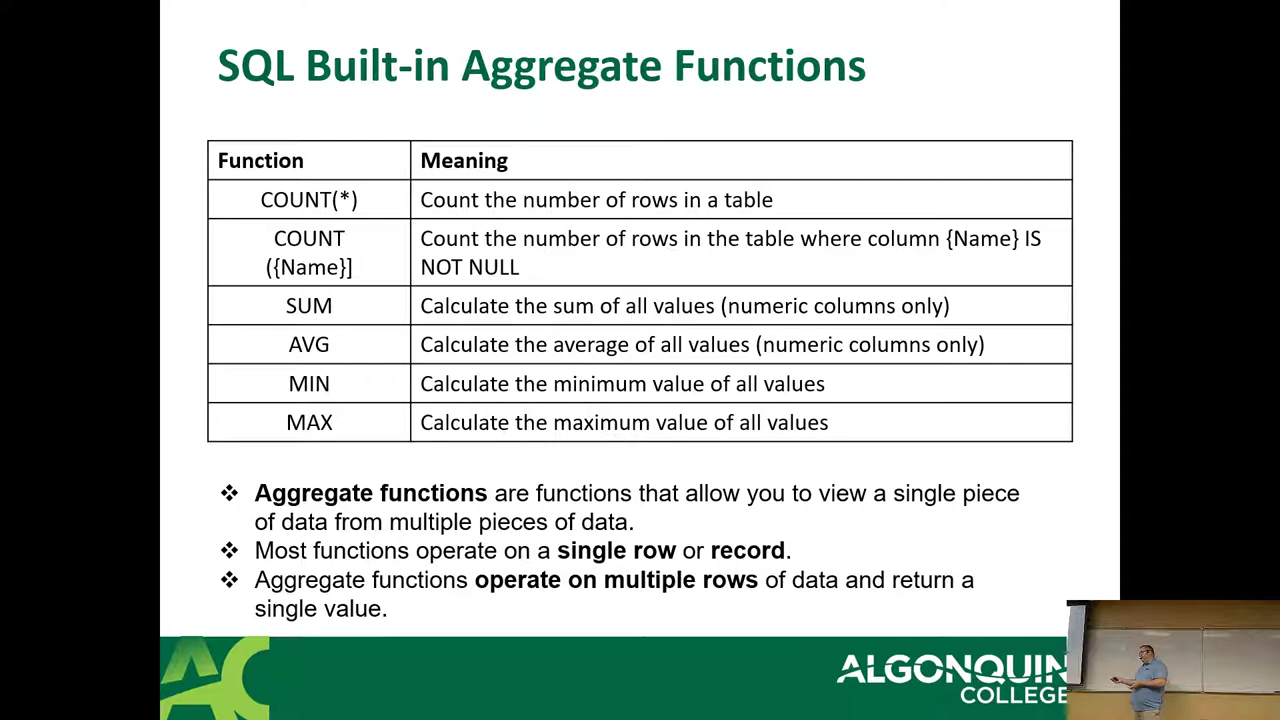 SQL Built-in Aggregate Functions
Function Meaning
COUNT(*) Count the number of rows in a table
COUNT
({Name}] Count the number of rows in the table where column {Name} IS
NOT NULL
SUM Calculate the sum of all values (numeric columns only)
AVG Calculate the average of all values (numeric columns only)
MIN Calculate the minimum value of all values
MAX Calculate the maximum value of all values
❖ Aggregate functions are functions that allow you to view a single piece
of data from multiple pieces of data.
❖ Most functions operate on a single row or record.
❖ Aggregate functions operate on multiple rows of data and return a
single value.
AC
ALGONQUIN
COLLEGE